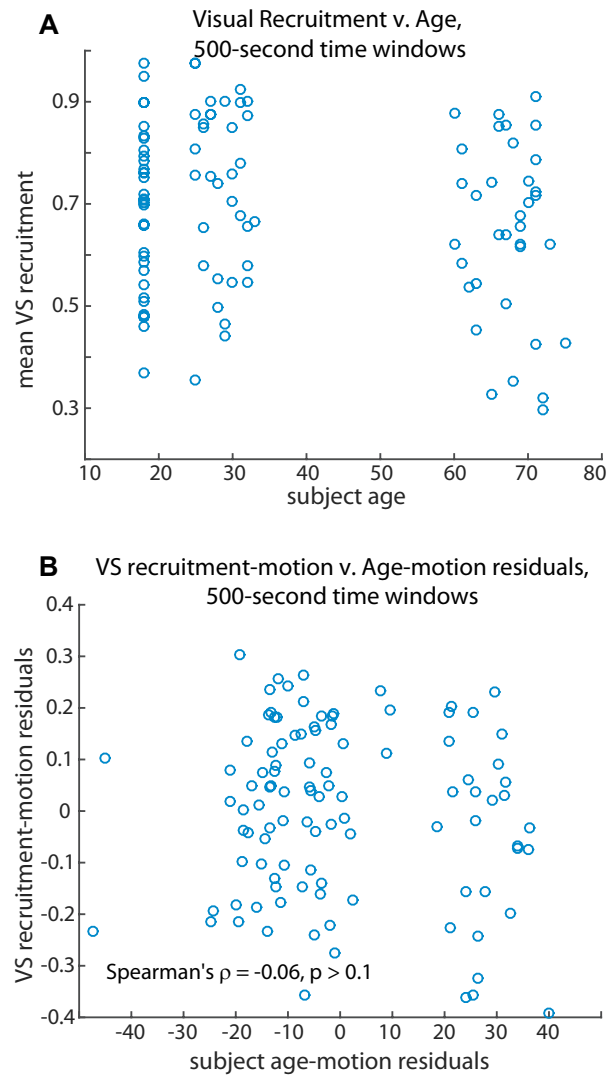 A
Visual Recruitment v. Age,
500-second time windows
mean VS recruitment
0.9
0.7
0.5
0.3
10 20 30 40 50 60 70 80
subject age
B
VS recruitment-motion v. Age-motion residuals,
500-second time windows
VS recruitment-motion residuals
0.4
0.3
0.2
0.1
0
-0.1
-0.2
-0.3
-0.4
Spearman's ρ = -0.06, p > 0.1
-40 -30 -20 -10 0 10 20 30 40
subject age-motion residuals